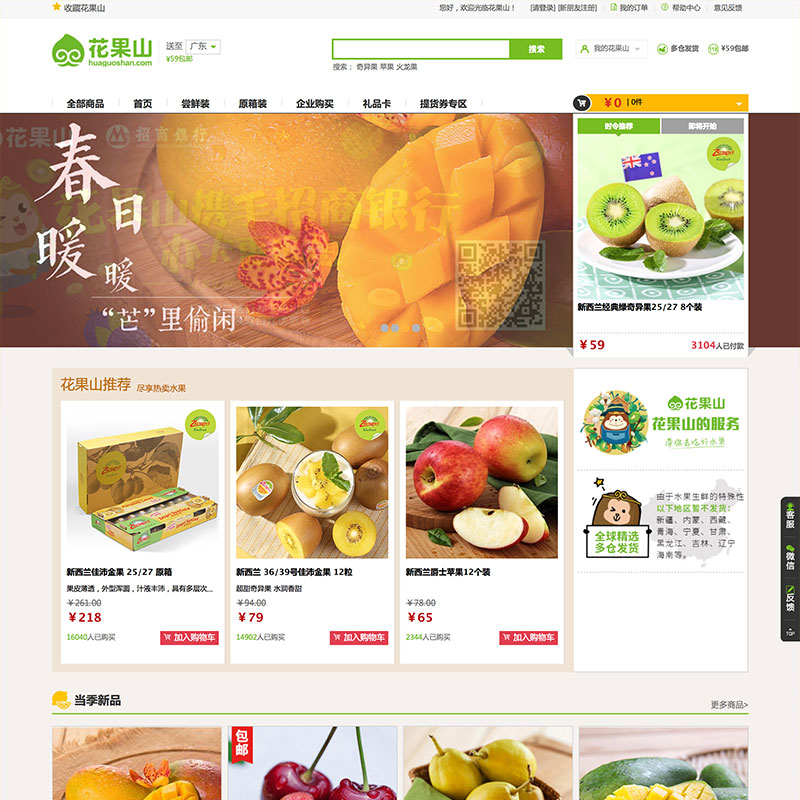 收藏花果山
您好，欢迎光临花果山！ [请登录] [新朋友注册] 我的订单 帮助中心 意见反馈
花果山
huaguoshan.com
送至 广东
¥59包邮
搜索
搜索： 奇异果 苹果 火龙果
我的花果山
多仓发货
¥59包邮
全部商品 首页 尝鲜装 原箱装 企业购买 礼品卡 提货券专区
¥0 0件
花果山
招商银行
花果山携手招商银行
春日
暖暖
“芒”里偷闲
时令推荐 即将开始
新西兰经典绿奇异果25/27 8个装
¥59 3104人已付款
花果山推荐 尽享热卖水果
新西兰佳沛金果 25/27 原箱
果皮薄透，外型浑圆，汁液丰沛，具有多层次...
¥261.00
¥218
16040人已购买
加入购物车
新西兰 36/39号佳沛金果 12粒
超甜奇异果 水润香甜
¥94.00
¥79
14902人已购买
加入购物车
新西兰爵士苹果12个装
¥78.00
¥65
2344人已购买
加入购物车
花果山
花果山的服务
带你去吃好水果
全球精选
多仓发货
由于水果生鲜的特殊性
以下地区暂不发货：
新疆、内蒙、西藏、
青海、宁夏、甘肃、
黑龙江、吉林、辽宁
海南等。
客服
微信
反馈
TOP
当季新品
更多商品>
包邮